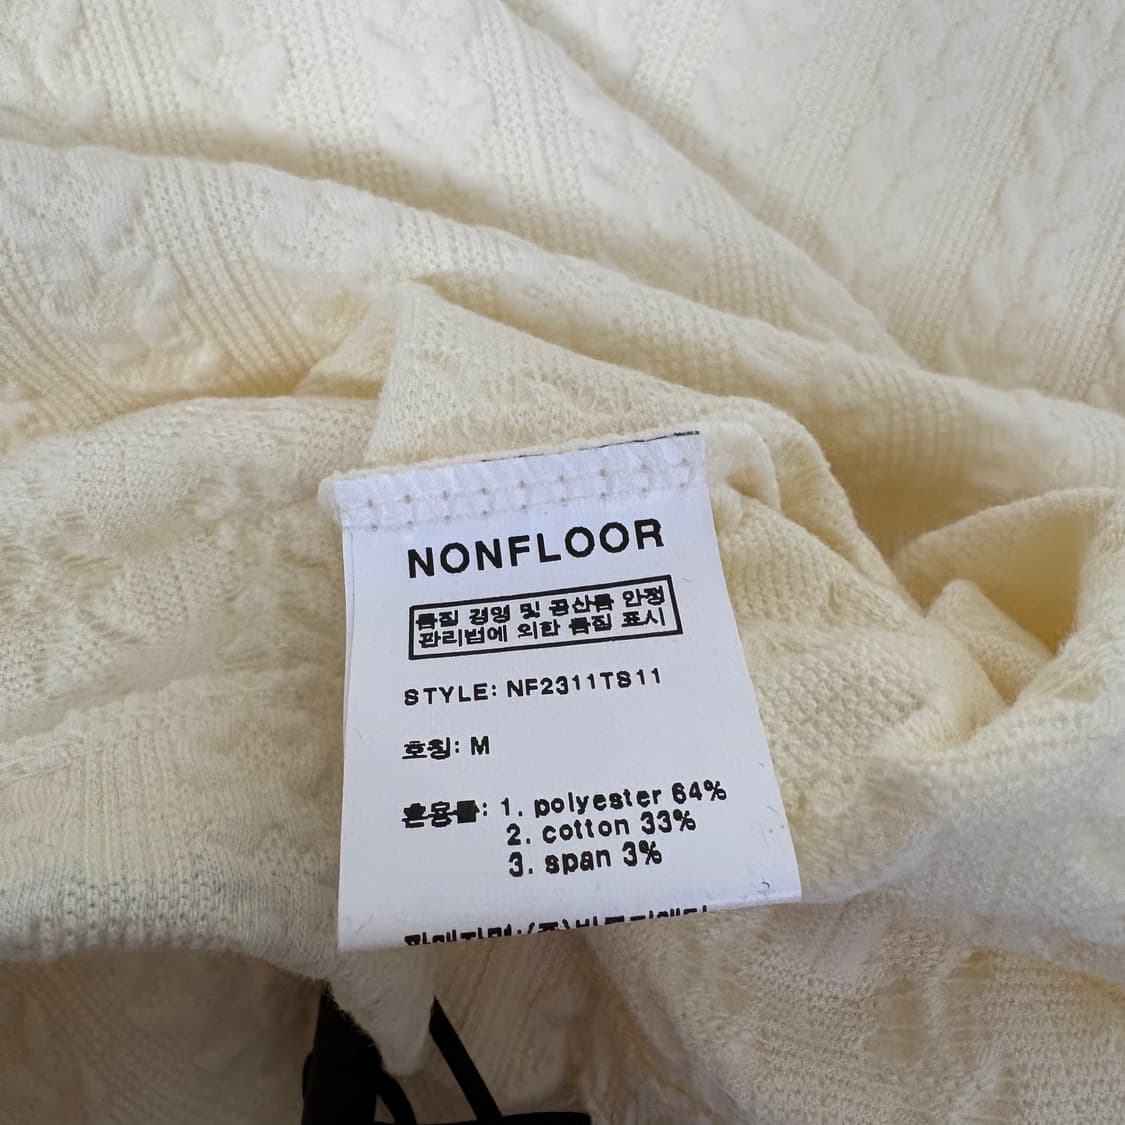 NONFLOOR
품질 경영 및 공산품 안정
관리법에 의한 품질 표시
STYLE: NF2311TS11
호칭: M
혼용률: 1. polyester 64%
2. cotton 33%
3. span 3%